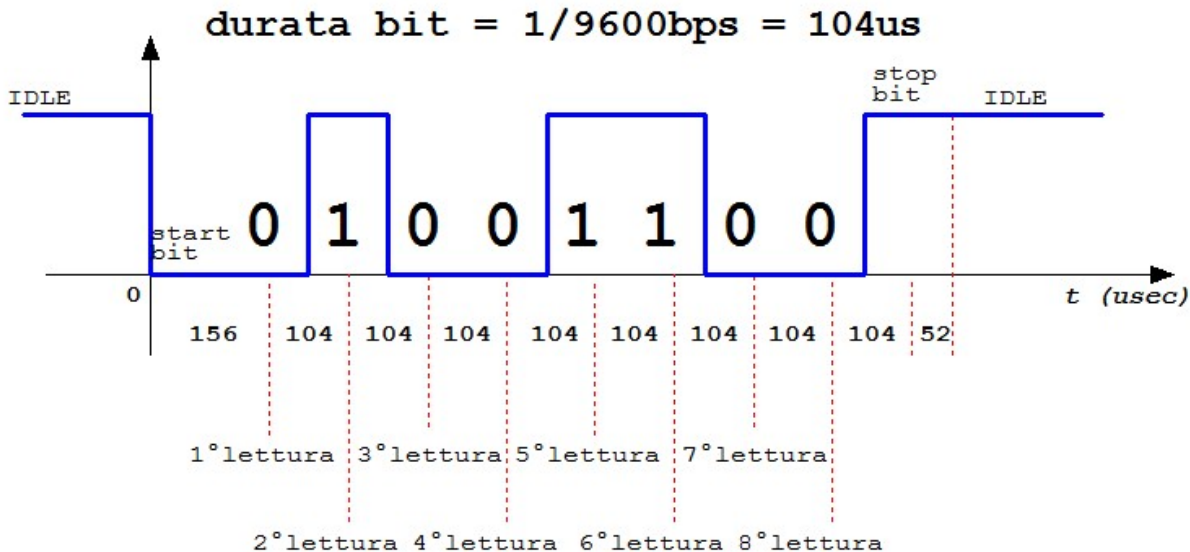 durata bit = 1/9600bps = 104us
stop
bit
IDLE
IDLE
start
bit
0 1 0 0 1 1 0 0
0
t (usec)
156 104 104 104 104 104 104 104 104 52
1°lettura 3°lettura 5°lettura 7°lettura
2°lettura 4°lettura 6°lettura 8°lettura